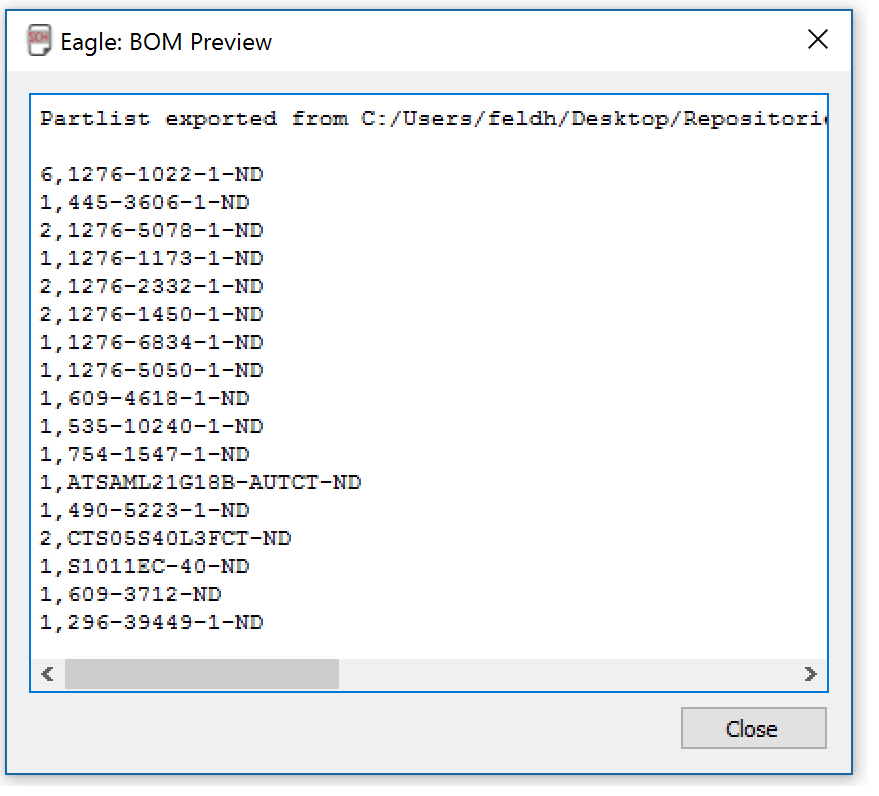 SCH
Eagle: BOM Preview
Partlist exported from C:/Users/feldh/Desktop/Repositorie
6,1276-1022-1-ND
1,445-3606-1-ND
2,1276-5078-1-ND
1,1276-1173-1-ND
2,1276-2332-1-ND
2,1276-1450-1-ND
1,1276-6834-1-ND
1,1276-5050-1-ND
1,609-4618-1-ND
1,535-10240-1-ND
1,754-1547-1-ND
1,ATSAML21G18B-AUTCT-ND
1,490-5223-1-ND
2,CTS05S40L3FCT-ND
1,S1011EC-40-ND
1,609-3712-ND
1,296-39449-1-ND
Close